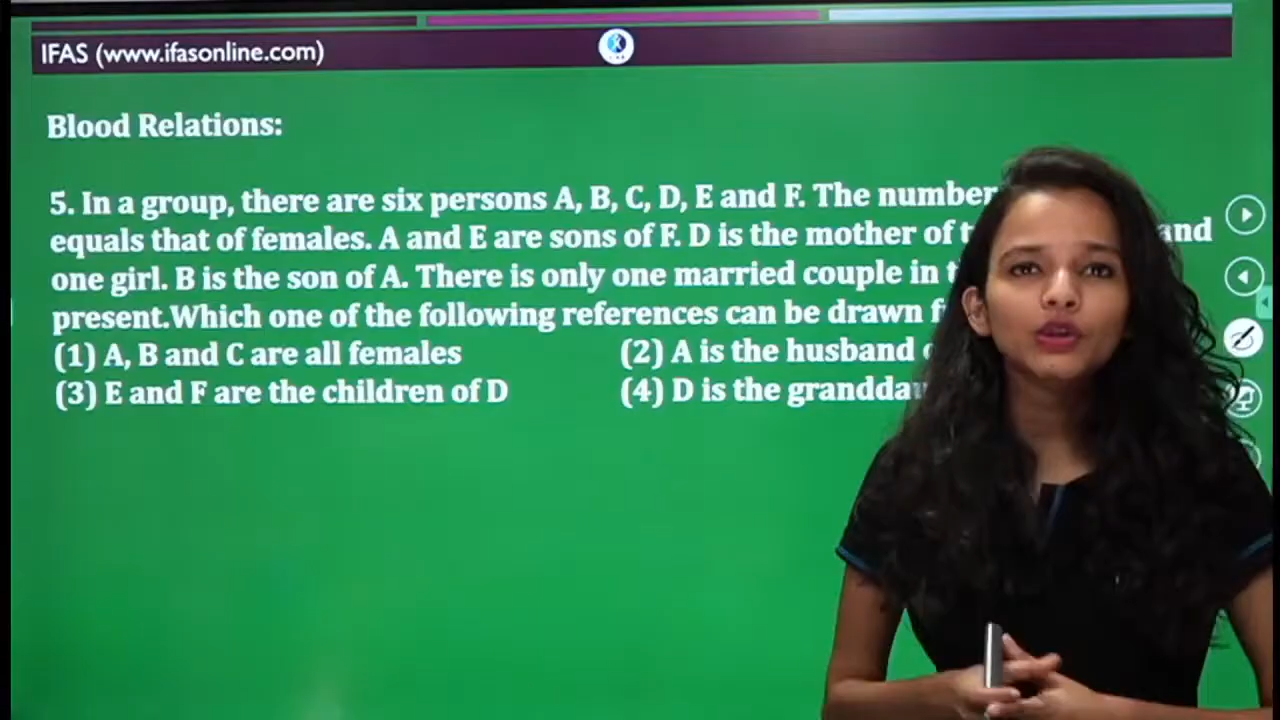 IFAS (www.ifasonline.com)
Blood Relations:
5. In a group, there are six persons A, B, C, D, E and F. The number
equals that of females. A and E are sons of F. D is the mother of and
one girl. B is the son of A. There is only one married couple in
present.Which one of the following references can be drawn
(1) A, B and C are all females (2) A is the husband
(3) E and F are the children of D (4) D is the